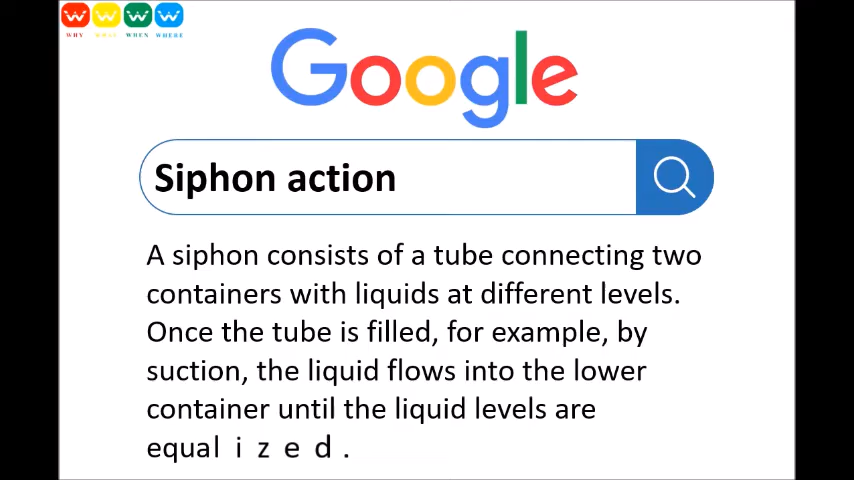 WHY WHAT WHEN WHERE
Google
Siphon action
A siphon consists of a tube connecting two
containers with liquids at different levels.
Once the tube is filled, for example, by
suction, the liquid flows into the lower
container until the liquid levels are
equalized.